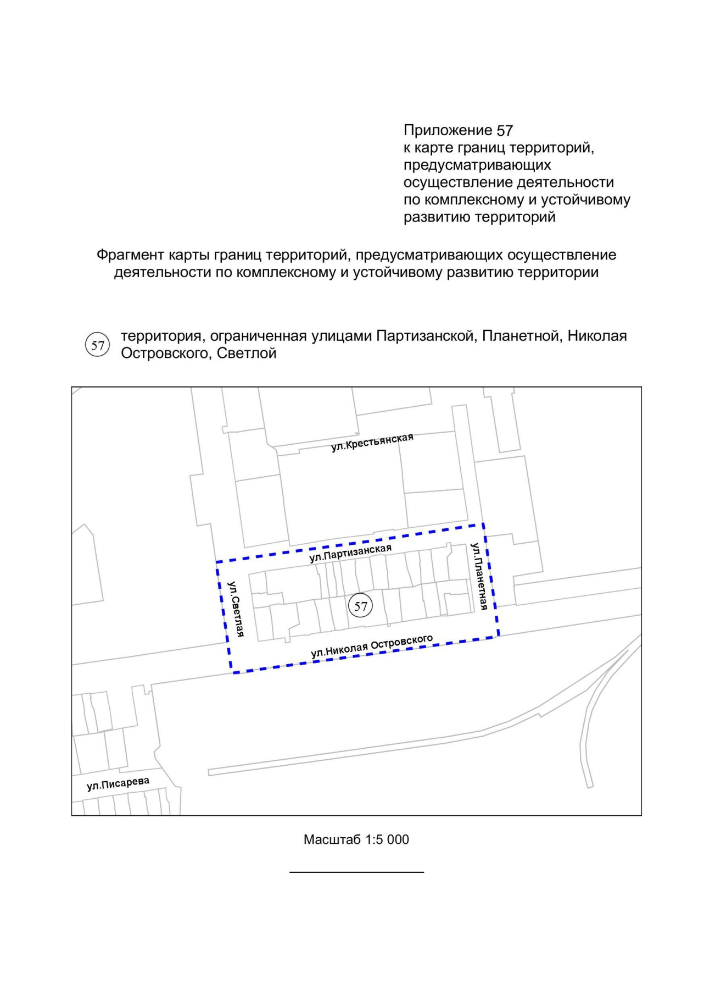 Приложение 57
к карте границ территорий,
предусматривающих
осуществление деятельности
по комплексному и устойчивому
развитию территорий
Фрагмент карты границ территорий, предусматривающих осуществление
деятельности по комплексному и устойчивому развитию территории
57
территория, ограниченная улицами Партизанской, Планетной, Николая
Островского, Светлой
ул.Крестьянская
ул.Партизанская
ул.Планетная
ул.Светлая
57
ул.Николая Островского
ул.Писарева
Масштаб 1:5 000